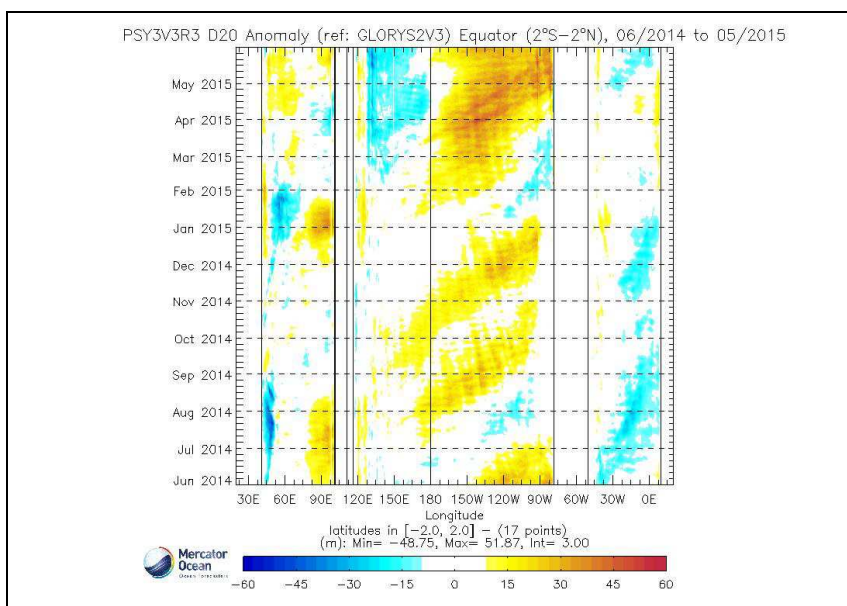 PSY3V3R3 D20 Anomaly (ref: GLORYS2V3) Equator (2°S-2°N), 06/2014 to 05/2015
May 2015
Apr 2015
Mar 2015
Feb 2015
Jan 2015
Dec 2014
Nov 2014
Oct 2014
Sep 2014
Aug 2014
Jul 2014
Jun 2014
30E 60E 90E 120E 150E 180 150W 120W 90W 60W 30W 0E
Longitude
latitudes in [-2.0, 2.0] - (17 points)
(m): Min= -48.75, Max= 51.87, Int= 3.00
Mercator
Ocean
Ocean Forecasters
-60 -45 -30 -15 0 15 30 45 60